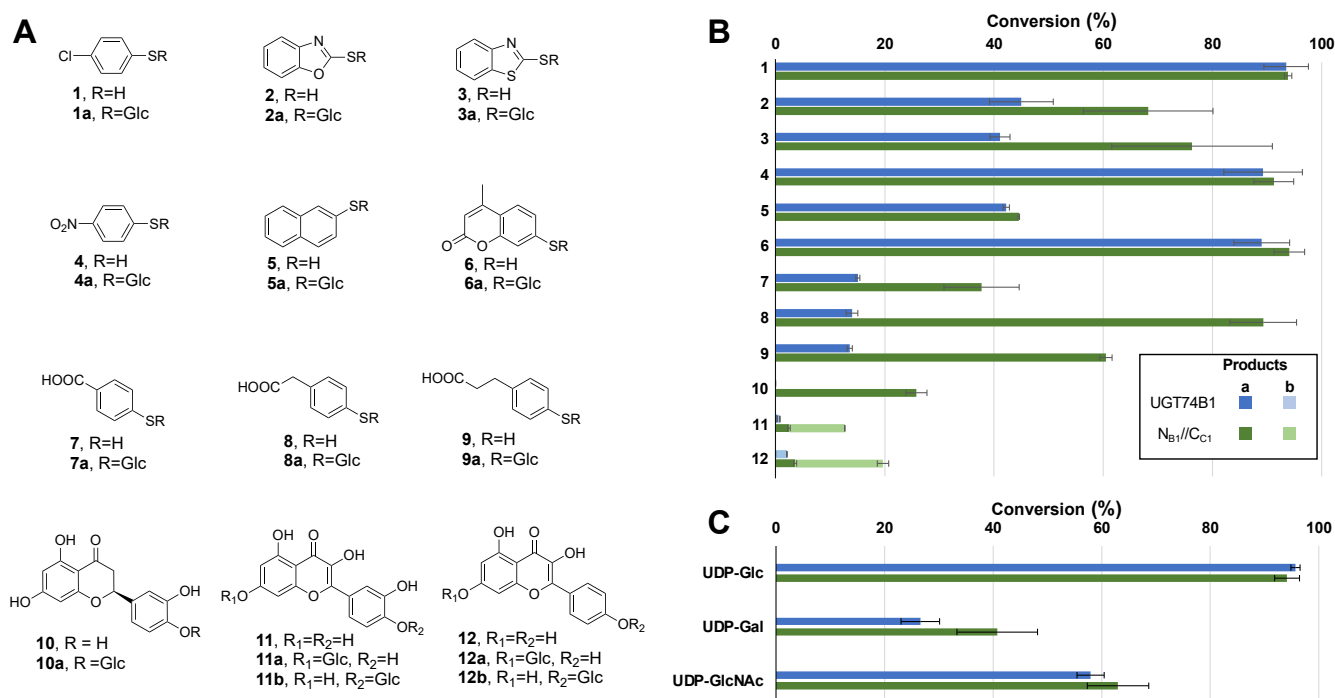 A
Cl
SR
1, R=H
1a, R=Glc
N
O
SR
2, R=H
2a, R=Glc
N
S
SR
3, R=H
3a, R=Glc
O₂N
SR
4, R=H
4a, R=Glc
SR
5, R=H
5a, R=Glc
O
O
SR
6, R=H
6a, R=Glc
HOOC
SR
7, R=H
7a, R=Glc
HOOC
SR
8, R=H
8a, R=Glc
HOOC
SR
9, R=H
9a, R=Glc
OH
O
HO
O
OH
OR
10, R = H
10a, R=Glc
OH
O
OH
R₁O
O
OH
OR₂
11, R₁=R₂=H
11a, R₁=Glc, R₂=H
11b, R₁=H, R₂=Glc
OH
O
OH
R₁O
O
OR₂
12, R₁=R₂=H
12a, R₁=Glc, R₂=H
12b, R₁=H, R₂=Glc
B
Conversion (%)
0 20 40 60 80 100
1
2
3
4
5
6
7
8
9
10
11
12
Products
a b
UGT74B1
N_B1//C_C1
C
Conversion (%)
0 20 40 60 80 100
UDP-Glc
UDP-Gal
UDP-GlcNAc